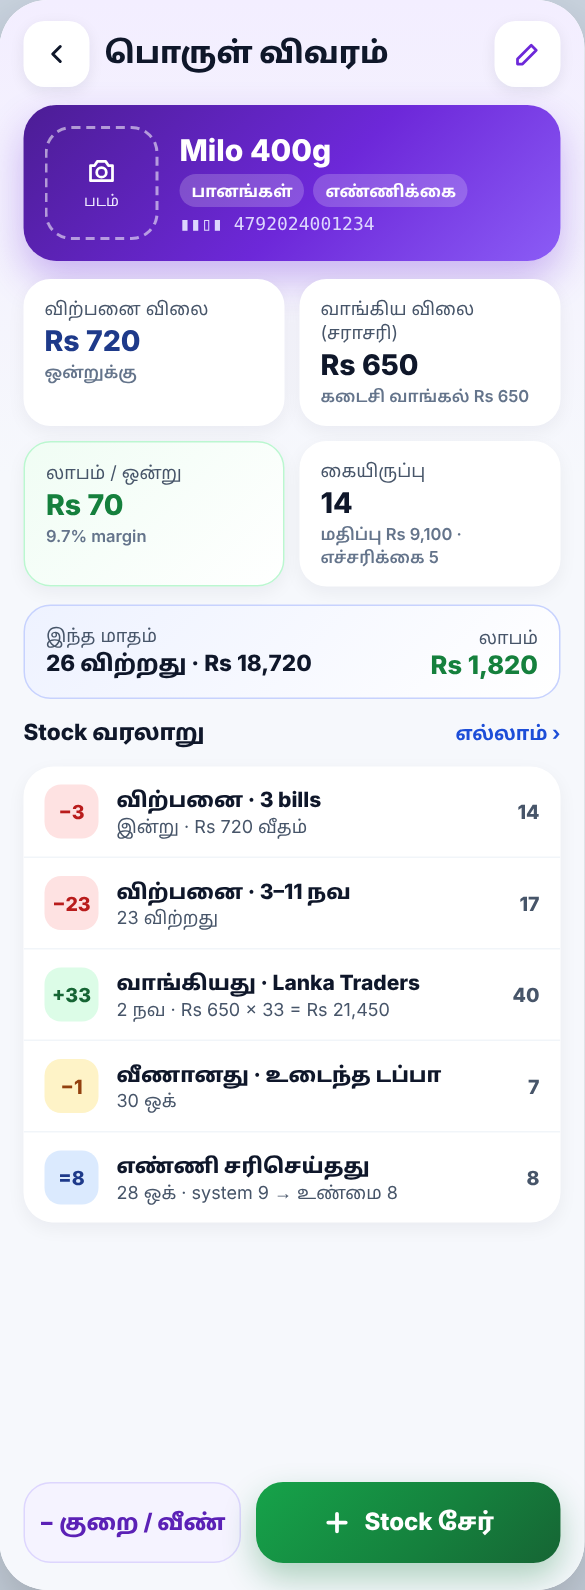 பொருள் விவரம்
Milo 400g
படம்
பானங்கள் எண்ணிக்கை
4792024001234
விற்பனை விலை
Rs 720
ஒன்றுக்கு
வாங்கிய விலை
(சராசரி)
Rs 650
கடைசி வாங்கல் Rs 650
லாபம் / ஒன்று
Rs 70
9.7% margin
கையிருப்பு
14
மதிப்பு Rs 9,100 ·
எச்சரிக்கை 5
இந்த மாதம்
26 விற்றது · Rs 18,720
லாபம்
Rs 1,820
Stock வரலாறு
எல்லாம் ›
−3
விற்பனை · 3 bills
இன்று · Rs 720 வீதம்
14
−23
விற்பனை · 3–11 நவ
23 விற்றது
17
+33
வாங்கியது · Lanka Traders
2 நவ · Rs 650 × 33 = Rs 21,450
40
−1
வீணானது · உடைந்த டப்பா
30 ஒக்
7
=8
எண்ணி சரிசெய்தது
28 ஒக் · system 9 → உண்மை 8
8
− குறை / வீண்
+ Stock சேர்